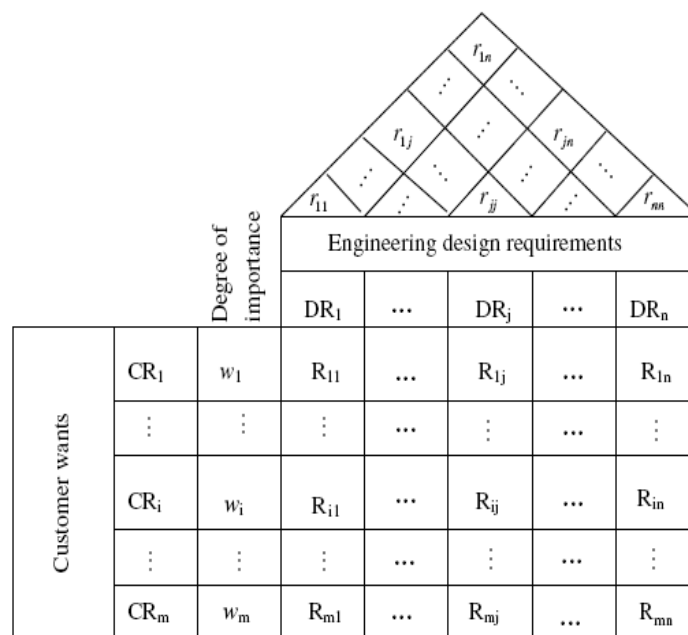 r₁ₙ
⋰ ⋱
r₁ⱼ ⋰ rⱼₙ
⋰ ⋰ ⋱
r₁₁ ⋰ rⱼⱼ ⋰ rₙₙ
Engineering design requirements
Degree of
importance
DR₁ ... DRⱼ ... DRₙ
Customer wants
CR₁ w₁ R₁₁ ... R₁ⱼ ... R₁ₙ
⋮ ⋮ ⋮ ... ⋮ ... ⋮
CRᵢ wᵢ Rᵢ₁ ... Rᵢⱼ ... Rᵢₙ
⋮ ⋮ ⋮ ... ⋮ ... ⋮
CRₘ wₘ Rₘ₁ ... Rₘⱼ ... Rₘₙ